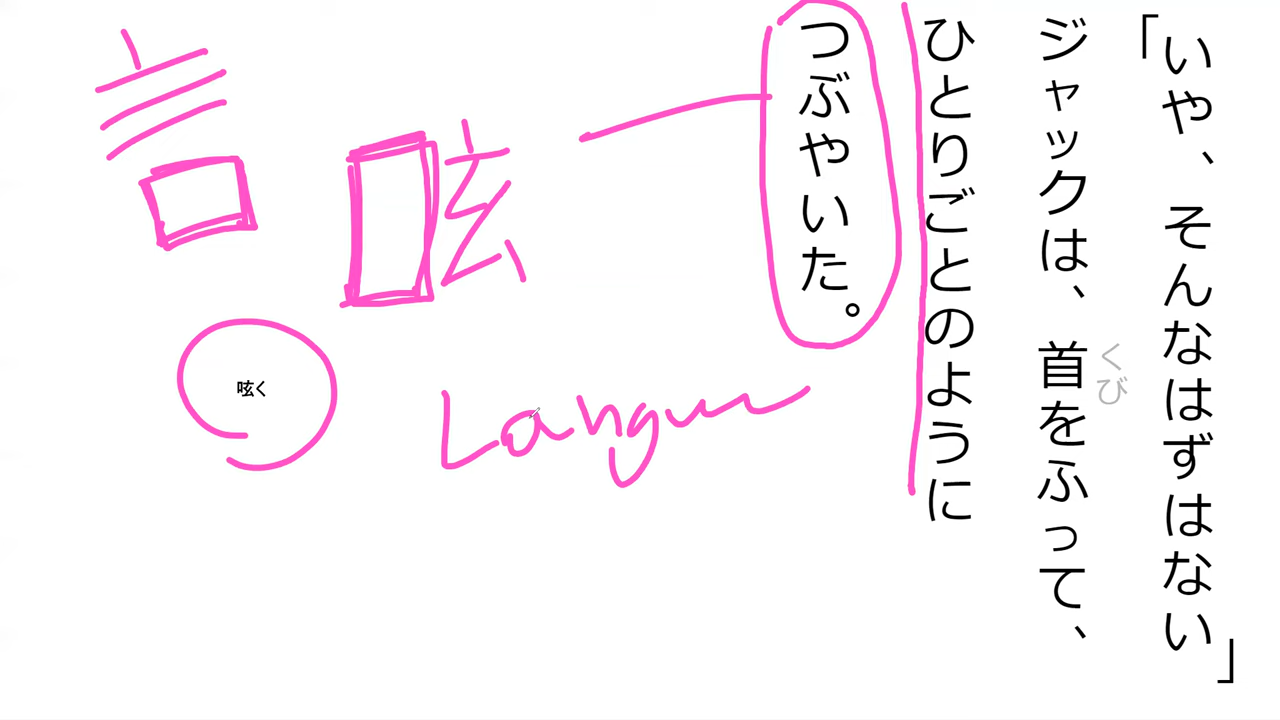 「いや、そんなはずはない」
ジャックは、首をふって、
くび
ひとりごとのように
つぶやいた。
言
呟
呟く